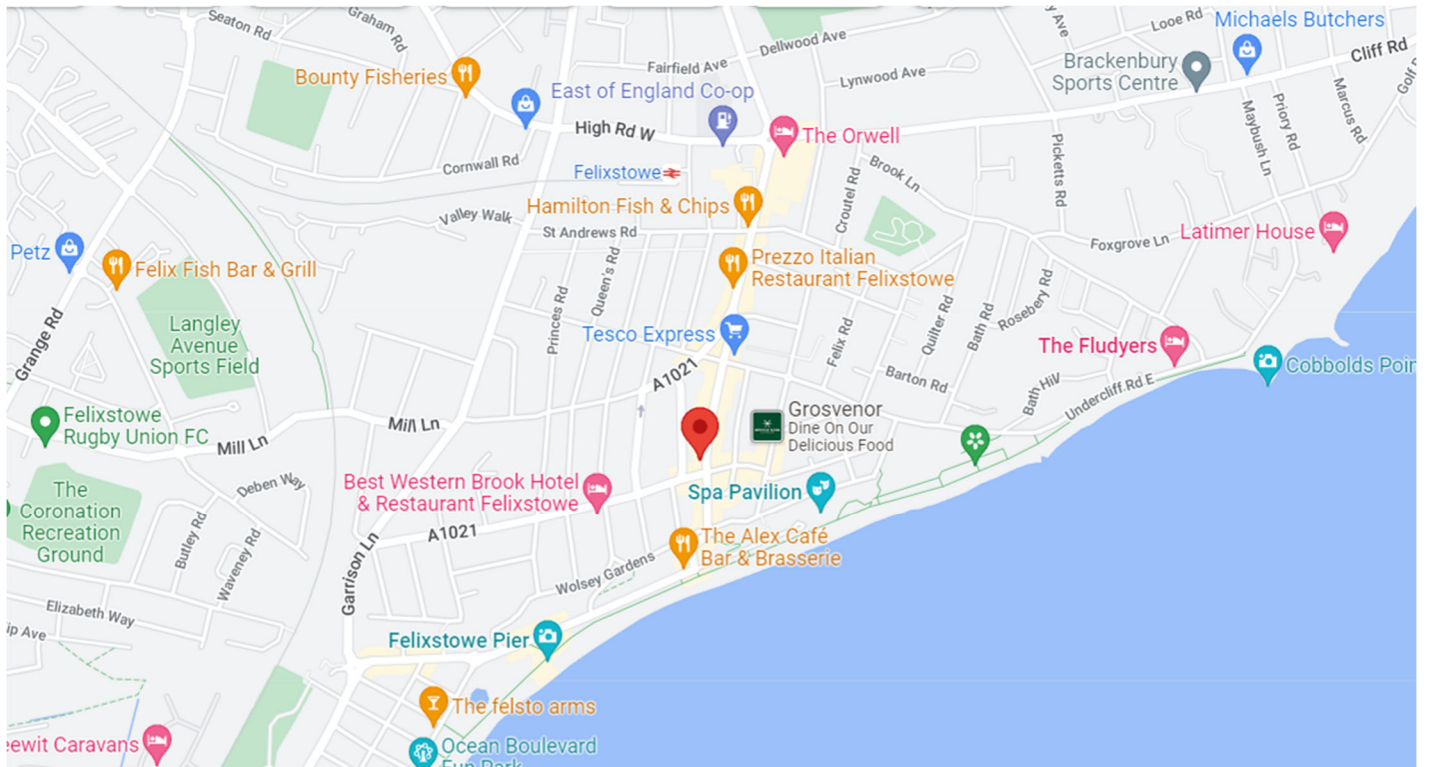 Seaton Rd
Graham Rd
Dellwood Ave
Looe Rd
Michaels Butchers
Cliff Rd
Bounty Fisheries
Fairfield Ave
Lynwood Ave
Brackenbury
Sports Centre
East of England Co-op
High Rd W
The Orwell
Maybush Ln
Priory Rd
Marcus Rd
Picketts Rd
Cornwall Rd
Felixstowe
Brook Ln
Croutel Rd
Hamilton Fish & Chips
Valley Walk
St Andrews Rd
Foxgrove Ln
Latimer House
Petz
Felix Fish Bar & Grill
Prezzo Italian
Restaurant Felixstowe
Queen's Rd
Princes Rd
Quilter Rd
Bath Rd
Rosebery Rd
Grange Rd
Langley
Avenue
Sports Field
Tesco Express
Felix Rd
The Fludyers
Cobbolds Poin
A1021
Barton Rd
Bath Hill
Undercliff Rd E
Felixstowe
Rugby Union FC
Mill Ln
Mill Ln
Grosvenor
Dine On Our
Delicious Food
The
Coronation
Recreation
Ground
Deben Way
Best Western Brook Hotel
& Restaurant Felixstowe
Spa Pavilion
A1021
Butley Rd
Waveney Rd
Garrison Ln
The Alex Café
Bar & Brasserie
Wolsey Gardens
Elizabeth Way
ip Ave
Felixstowe Pier
The felsto arms
eewit Caravans
Ocean Boulevard
Fun Park